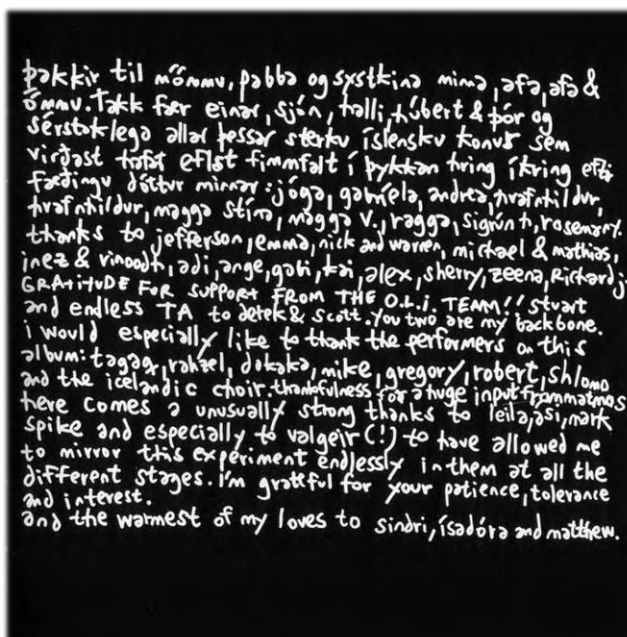 þakkir til mömmu, pabba og systkina minna, afa, afa &
ömmu. takk fær einar, sjón, halli, húbert & þór og
sérstaklega allar þessar sterku íslensku konur sem
virðast hafa eflst fimmfalt í þykkan hring íkring eftir
fæðingu dóttur minnar: jóga, gabríela, andrea, hrafnhildur,
hrafnhildur, magga stína, magga v., ragga, sigrún h, rosemary.
thanks to jefferson, emma, nick and warren, michael & mathias,
inez & vinoodh, adi, ange, gabi, kai, alex, sherry, zeena, Richard j.
GRATITUDE FOR SUPPORT FROM THE O.L.i. TEAM!! stuart
and endless TA to derek & scott. you two are my backbone.
i would especially like to thank the performers on this
album: tagaq, rahzel, dokaka, mike, gregory, robert, shlomo
and the icelandic choir. thankfulness for a huge input from matmos
here comes a unusually strong thanks to leila, asi, mark
spike and especially to valgeir (!) to have allowed me
to mirror this experiment endlessly in them at all the
different stages. i'm grateful for your patience, tolerance
and interest.
and the warmest of my loves to sindri, ísadóra and matthew.